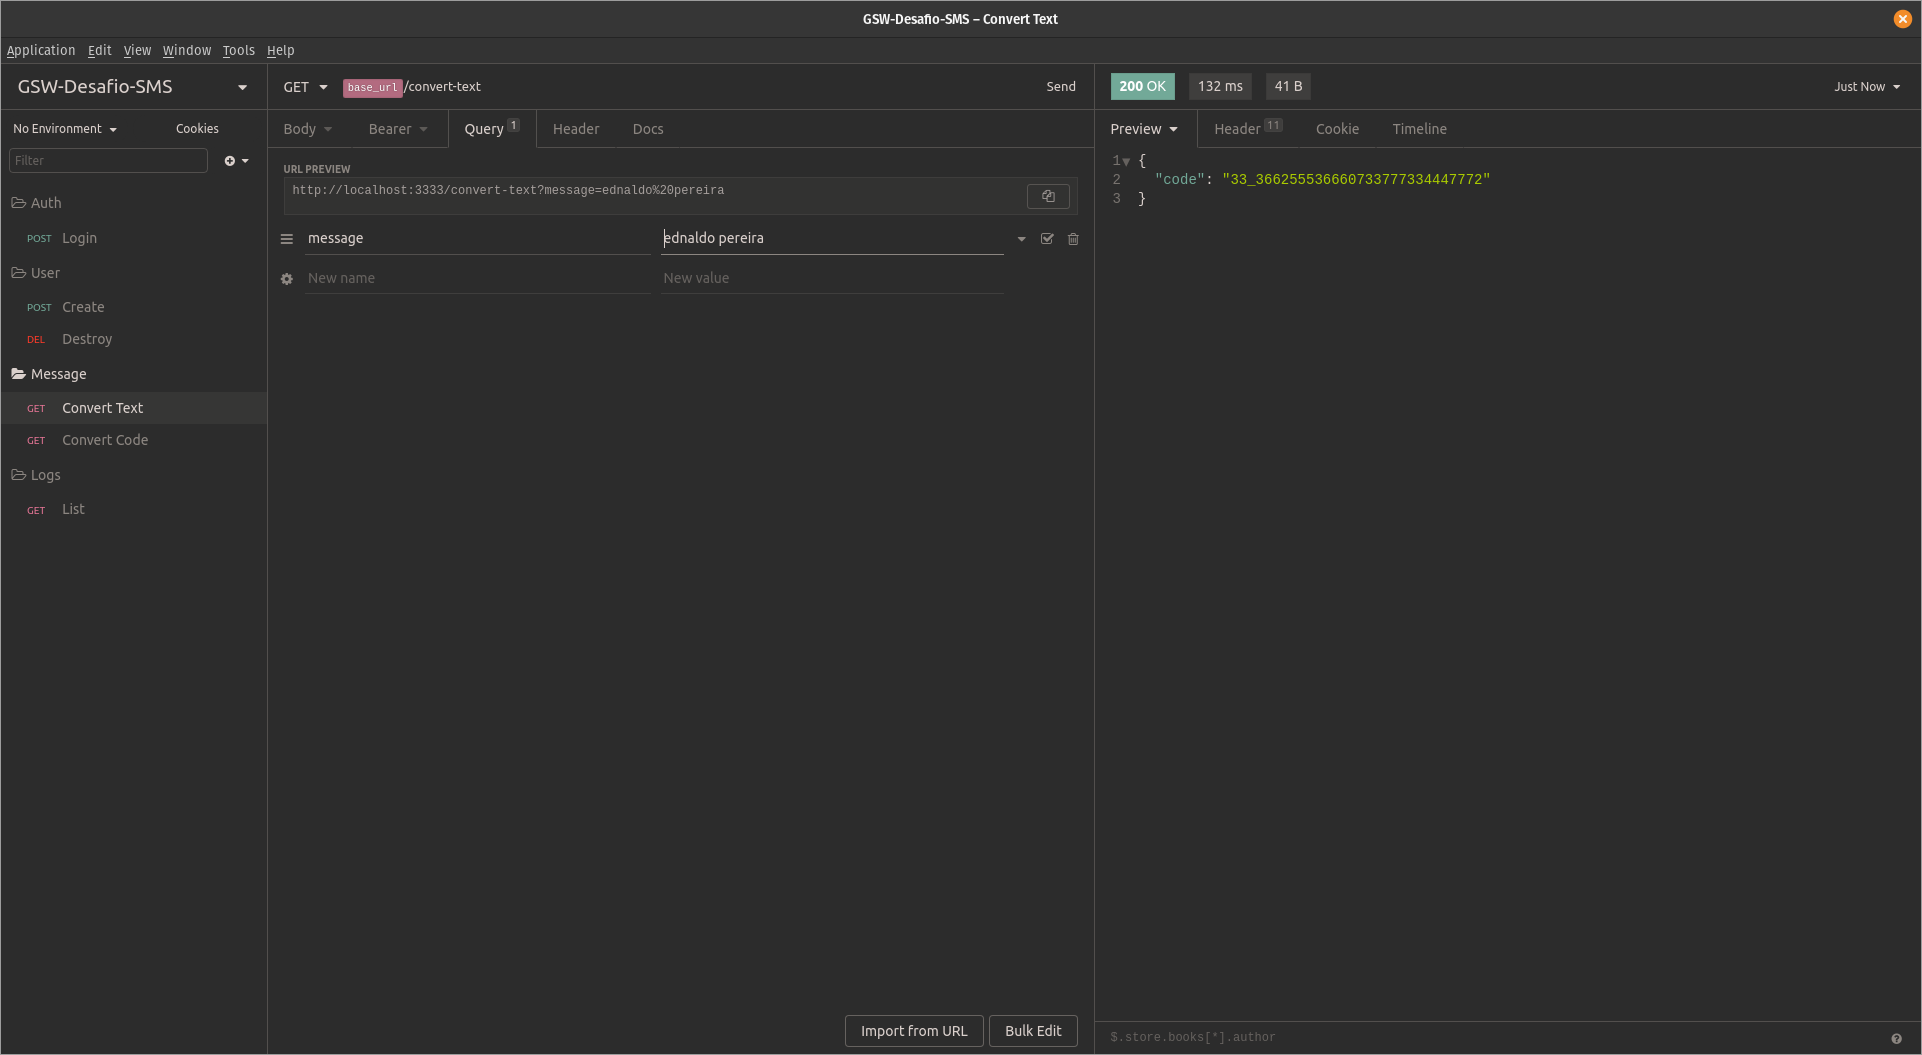 GSW-Desafio-SMS – Convert Text
Application Edit View Window Tools Help
GSW-Desafio-SMS
No Environment Cookies
Filter
Auth
POST Login
User
POST Create
DEL Destroy
Message
GET Convert Text
GET Convert Code
Logs
GET List
GET base_url/convert-text Send
Body Bearer Query 1 Header Docs
URL PREVIEW
http://localhost:3333/convert-text?message=ednaldo%20pereira
message ednaldo pereira
New name New value
Import from URL Bulk Edit
200 OK 132 ms 41 B Just Now
Preview Header 11 Cookie Timeline
1 {
2 "code": "33_366255536660733777334447772"
3 }
$.store.books[*].author